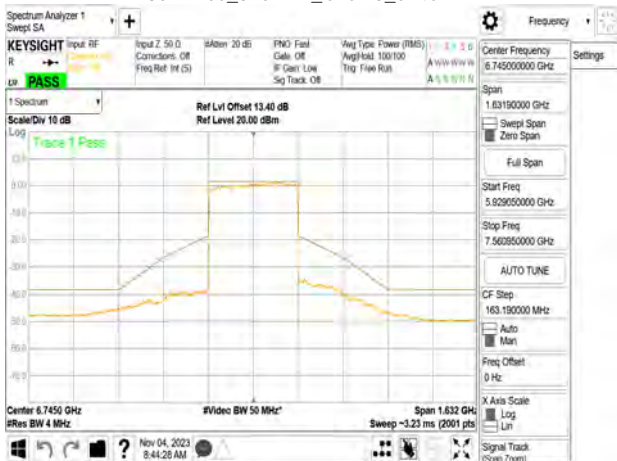 Spectrum Analyzer 1
Swept SA
Frequency
Settings
KEYSIGHT
Input: RF
Input Z: 50 Ω
#Atten: 20 dB
PNO: Fast
Avg Type: Power (RMS)
R
Corrections: Off
Gate: Off
Avg|Hold: 100/100
Freq Ref: Int (S)
IF Gain: Low
Trig: Free Run
Sig Track: Off
PASS
1 Spectrum
Scale/Div 10 dB
Ref Lvl Offset 13.40 dB
Ref Level 20.00 dBm
Log
Trace 1 Pass
Center 6.7450 GHz
#Res BW 4 MHz
#Video BW 50 MHz*
Span 1.632 GHz
Sweep ~3.23 ms (2001 pts)
Center Frequency
6.745000000 GHz
Span
1.63190000 GHz
Swept Span
Zero Span
Full Span
Start Freq
5.929050000 GHz
Stop Freq
7.560950000 GHz
AUTO TUNE
CF Step
163.190000 MHz
Auto
Man
Freq Offset
0 Hz
X Axis Scale
Log
Lin
Signal Track
(Span Zoom)
?
Nov 04, 2023
8:44:28 AM